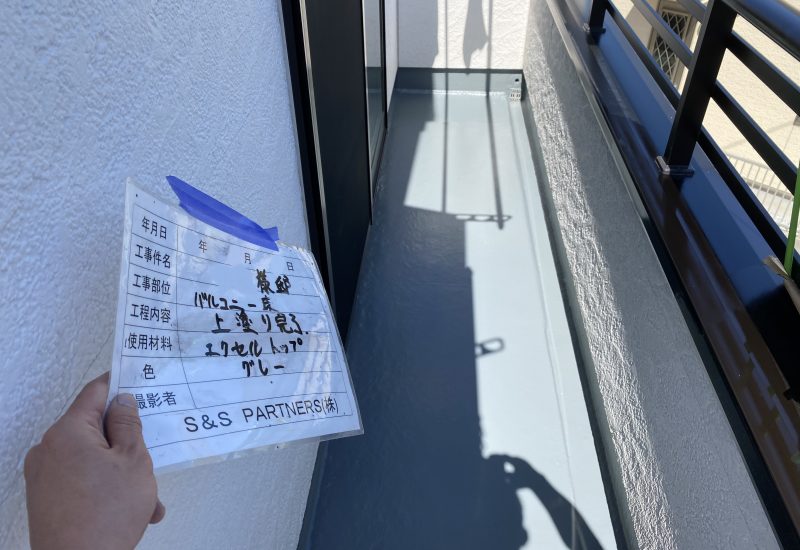 年月日 年 月 日
工事件名 様邸
工事部位 バルコニー床
工程内容 上塗り完了
使用材料 エクセルトップ
色 グレー
撮影者
S&S PARTNERS(株)